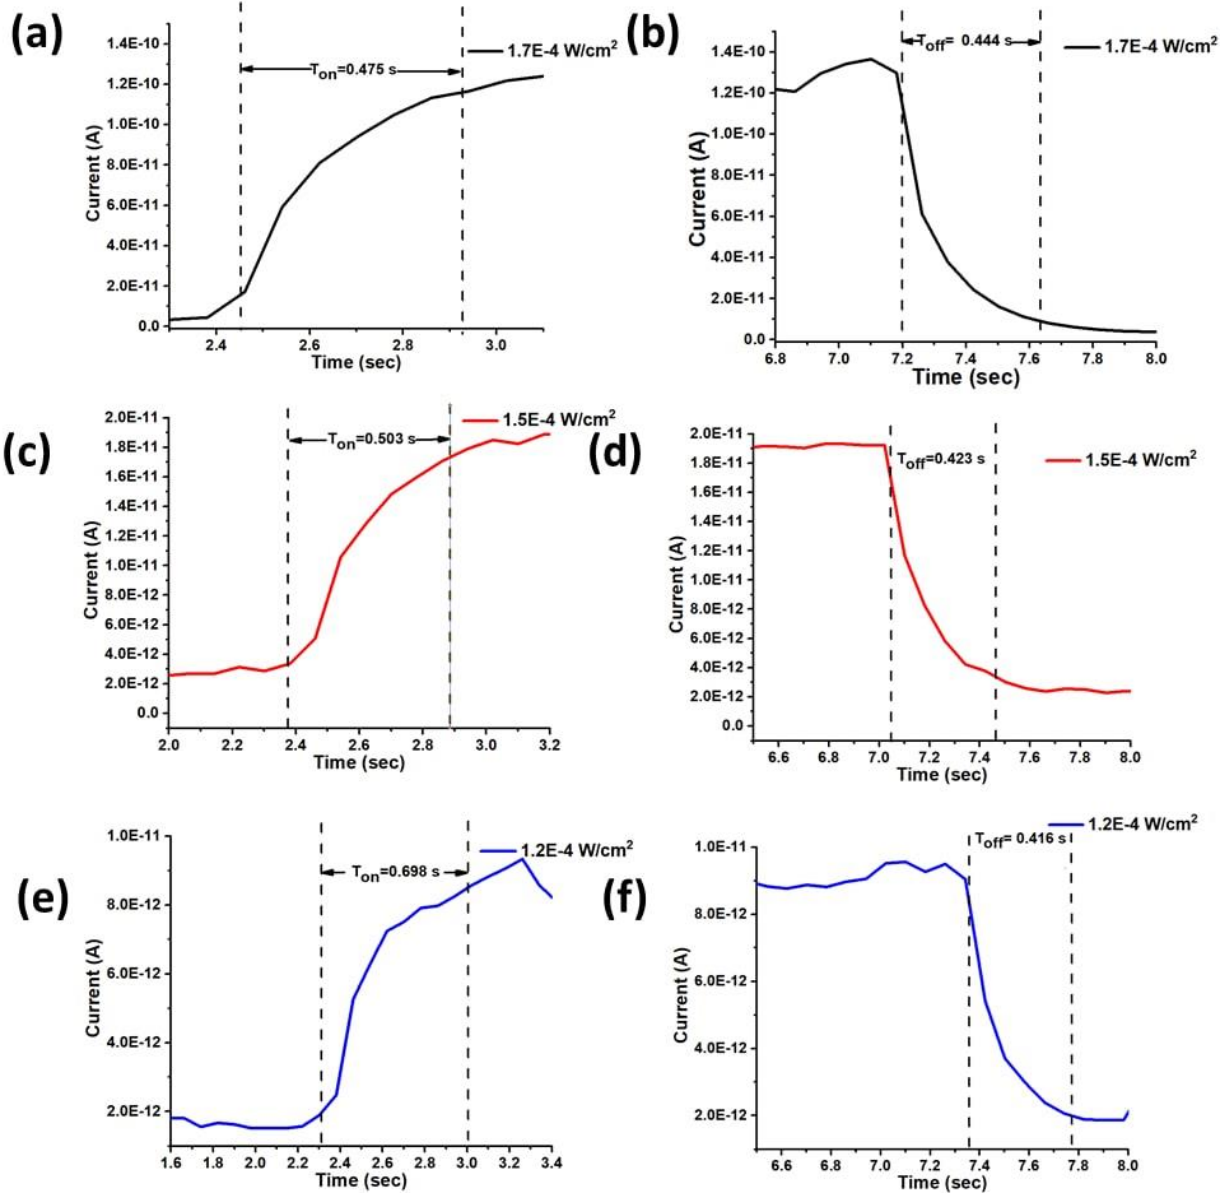 (a)
1.7E-4 W/cm²
Ton=0.475 s
1.4E-10
1.2E-10
1.0E-10
8.0E-11
6.0E-11
4.0E-11
2.0E-11
0.0
Current (A)
2.4 2.6 2.8 3.0
Time (sec)
(b)
Toff= 0.444 s
1.7E-4 W/cm²
1.4E-10
1.2E-10
1.0E-10
8.0E-11
6.0E-11
4.0E-11
2.0E-11
0.0
Current (A)
6.8 7.0 7.2 7.4 7.6 7.8 8.0
Time (sec)
(c)
1.5E-4 W/cm²
Ton=0.503 s
2.0E-11
1.8E-11
1.6E-11
1.4E-11
1.2E-11
1.0E-11
8.0E-12
6.0E-12
4.0E-12
2.0E-12
0.0
Current (A)
2.0 2.2 2.4 2.6 2.8 3.0 3.2
Time (sec)
(d)
Toff=0.423 s
1.5E-4 W/cm²
2.0E-11
1.8E-11
1.6E-11
1.4E-11
1.2E-11
1.0E-11
8.0E-12
6.0E-12
4.0E-12
2.0E-12
0.0
Current (A)
6.6 6.8 7.0 7.2 7.4 7.6 7.8 8.0
Time (sec)
(e)
1.2E-4 W/cm²
Ton=0.698 s
1.0E-11
8.0E-12
6.0E-12
4.0E-12
2.0E-12
Current (A)
1.6 1.8 2.0 2.2 2.4 2.6 2.8 3.0 3.2 3.4
Time (sec)
(f)
1.2E-4 W/cm²
Toff= 0.416 s
1.0E-11
8.0E-12
6.0E-12
4.0E-12
2.0E-12
Current (A)
6.6 6.8 7.0 7.2 7.4 7.6 7.8 8.0
Time (sec)